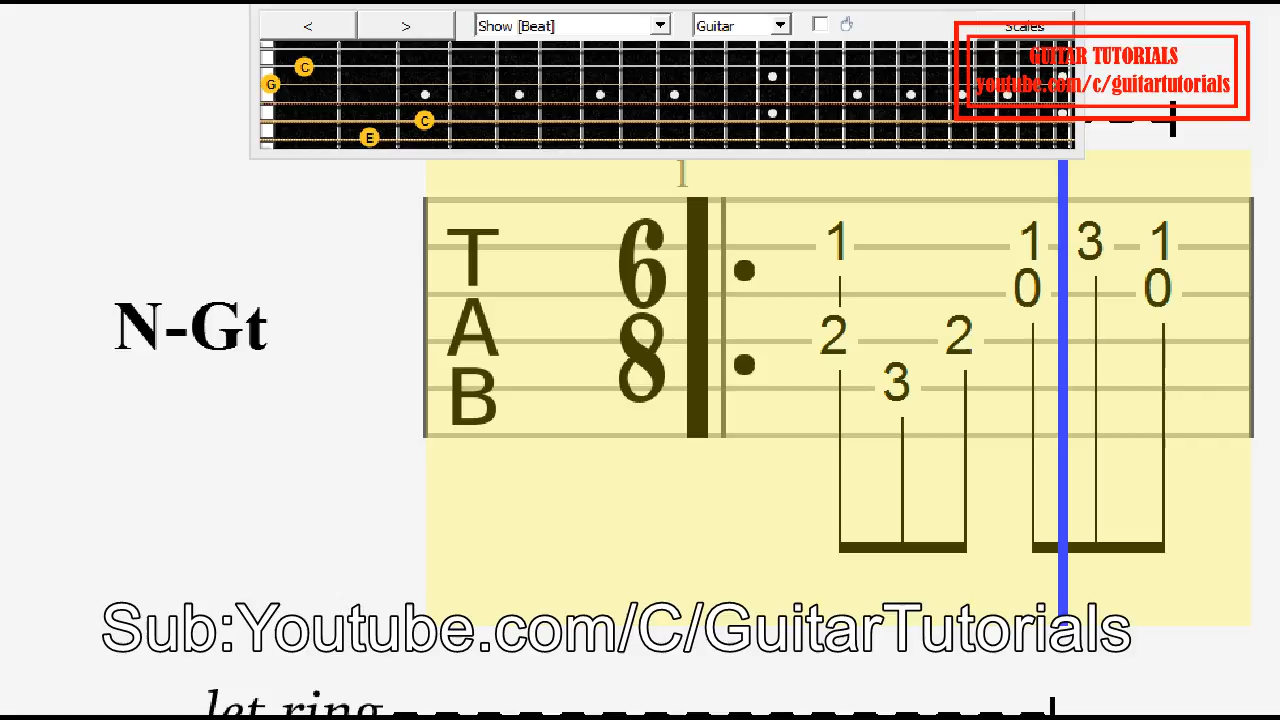 < > Show [Beat] Guitar Scales
GUITAR TUTORIALS
youtube.com/c/guitartutorials
C
G
C
E
1
T 6 1 1 3 1
0 0
A 8 2 2
3
B
N-Gt
Sub:Youtube.com/C/GuitarTutorials
let ring